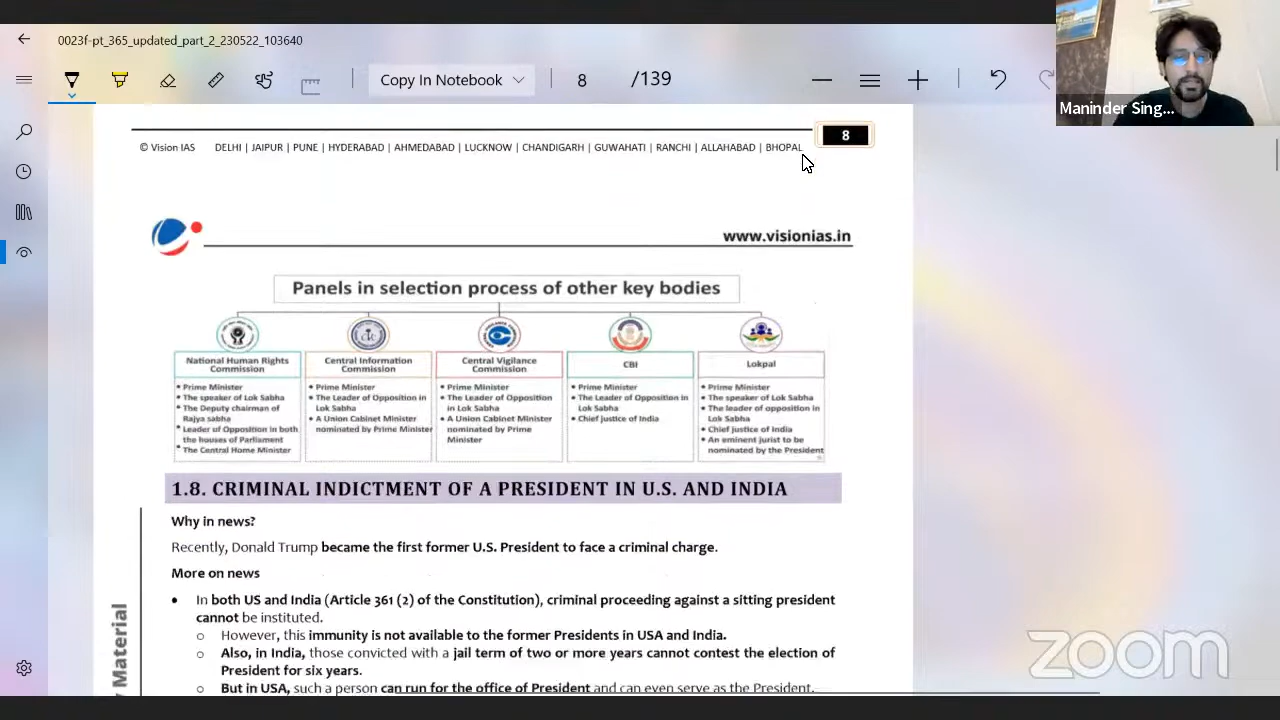 0023f-pt_365_updated_part_2_230522_103640
Copy In Notebook
8
/139
Maninder Sing...
© Vision IAS DELHI | JAIPUR | PUNE | HYDERABAD | AHMEDABAD | LUCKNOW | CHANDIGARH | GUWAHATI | RANCHI | ALLAHABAD | BHOPAL
8
www.visionias.in
Panels in selection process of other key bodies
National Human Rights
Commission
• Prime Minister
• The speaker of Lok Sabha
• The Deputy chairman of
Rajya sabha
• Leader of Opposition in both
the houses of Parliament
• The Central Home Minister
Central Information
Commission
• Prime Minister
• The Leader of Opposition in
Lok Sabha
• A Union Cabinet Minister
nominated by Prime Minister
Central Vigilance
Commission
• Prime Minister
• The Leader of Opposition
in Lok Sabha
• A Union Cabinet Minister
nominated by Prime
Minister
CBI
• Prime Minister
• The Leader of Opposition in
Lok Sabha
• Chief justice of India
Lokpal
• Prime Minister
• The speaker of Lok Sabha
• The leader of opposition in
Lok Sabha
• Chief justice of India
• An eminent jurist to be
nominated by the President
1.8. CRIMINAL INDICTMENT OF A PRESIDENT IN U.S. AND INDIA
Why in news?
Recently, Donald Trump became the first former U.S. President to face a criminal charge.
More on news
• In both US and India (Article 361 (2) of the Constitution), criminal proceeding against a sitting president
cannot be instituted.
o However, this immunity is not available to the former Presidents in USA and India.
o Also, in India, those convicted with a jail term of two or more years cannot contest the election of
President for six years.
o But in USA, such a person can run for the office of President and can even serve as the President.
Material
zoom